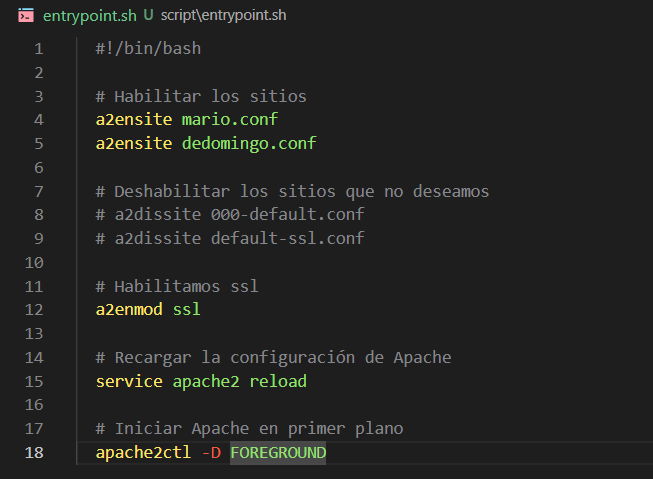 entrypoint.sh U script\entrypoint.sh
1 #!/bin/bash
2
3 # Habilitar los sitios
4 a2ensite mario.conf
5 a2ensite dedomingo.conf
6
7 # Deshabilitar los sitios que no deseamos
8 # a2dissite 000-default.conf
9 # a2dissite default-ssl.conf
10
11 # Habilitamos ssl
12 a2enmod ssl
13
14 # Recargar la configuración de Apache
15 service apache2 reload
16
17 # Iniciar Apache en primer plano
18 apache2ctl -D FOREGROUND